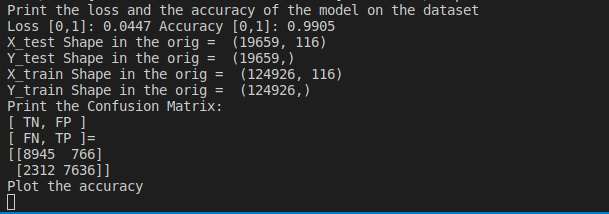 Print the loss and the accuracy of the model on the dataset
Loss [0,1]: 0.0447 Accuracy [0,1]: 0.9905
X_test Shape in the orig =  (19659, 116)
Y_test Shape in the orig =  (19659,)
X_train Shape in the orig =  (124926, 116)
Y_train Shape in the orig =  (124926,)
Print the Confusion Matrix:
[ TN, FP ]
[ FN, TP ]=
[[8945  766]
 [2312 7636]]
Plot the accuracy